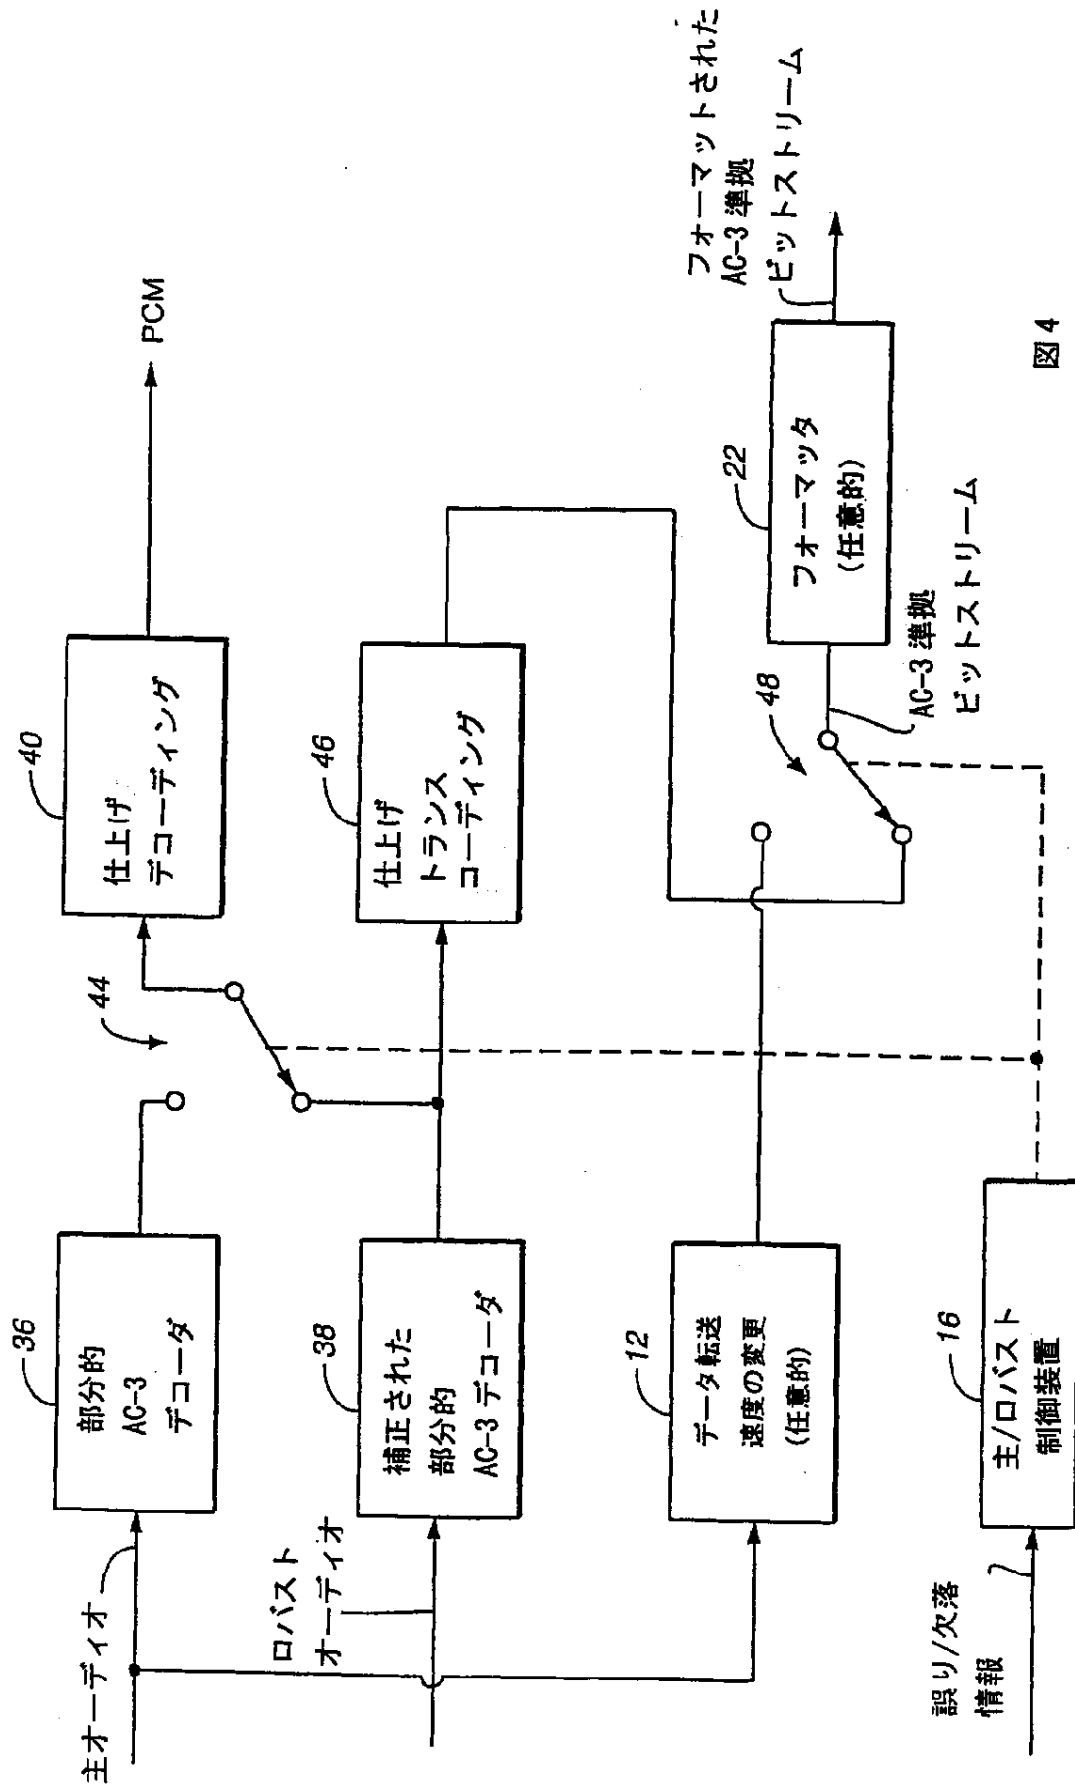 主オーディオ
36
部分的
AC-3
デコーダ
44
40
仕上げ
デコーディング
PCM
ロバスト
オーディオ
38
補正された
部分的
AC-3 デコーダ
46
仕上げ
トランス
コーディング
12
データ転送
速度の変更
(任意的)
48
AC-3 準拠
ビットストリーム
22
フォーマッタ
(任意的)
フォーマットされた
AC-3 準拠
ビットストリーム
誤り/欠落
情報
16
主/ロバスト
制御装置
図 4